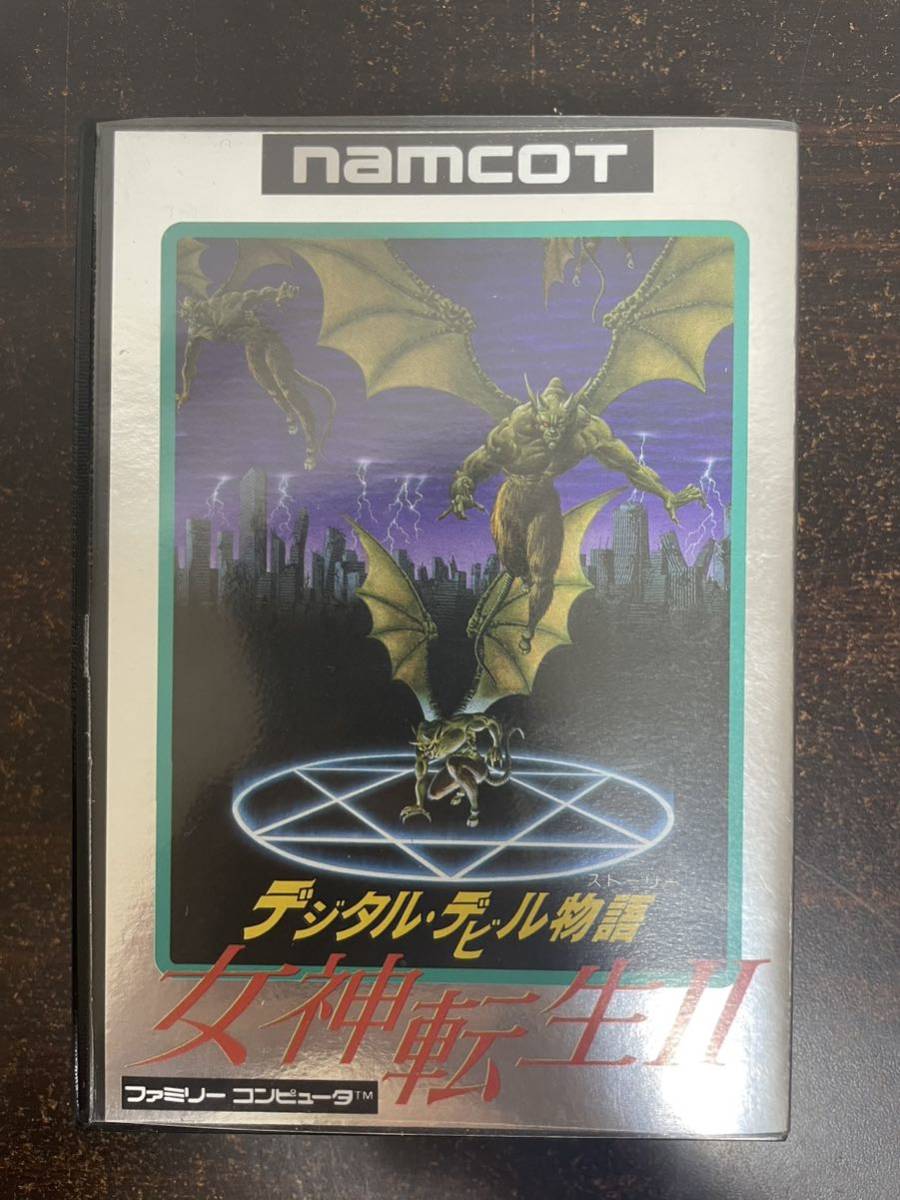 namcoT
ストーリー
デジタル・デビル物語
女神転生II
ファミリーコンピュータ™